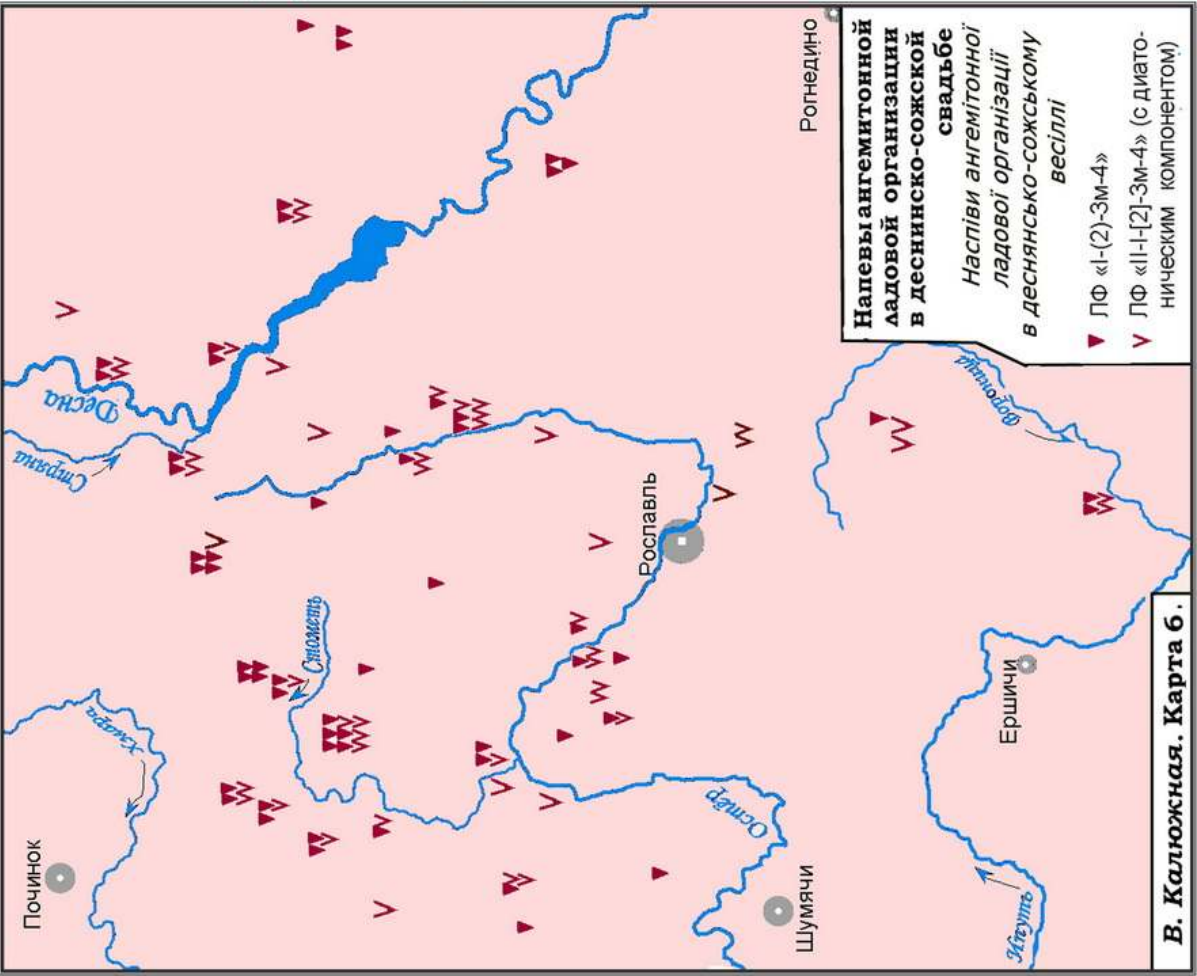 Напевы ангемитонной
ладовой организации
в деснинско-сожской
свадьбе
Наспіви ангемітонної
ладової організації
в деснянсько-сожському
весіллі
ЛФ «I-(2)-3м-4»
ЛФ «II-I-[2]-3м-4» (с диато-
ническим компонентом)
В. Калюжная. Карта 6.
Починок
Хмара
Стряна
Десна
Стометь
Рогнедино
Рославль
Остёр
Шумячи
Вороница
Ершичи
Ипуть